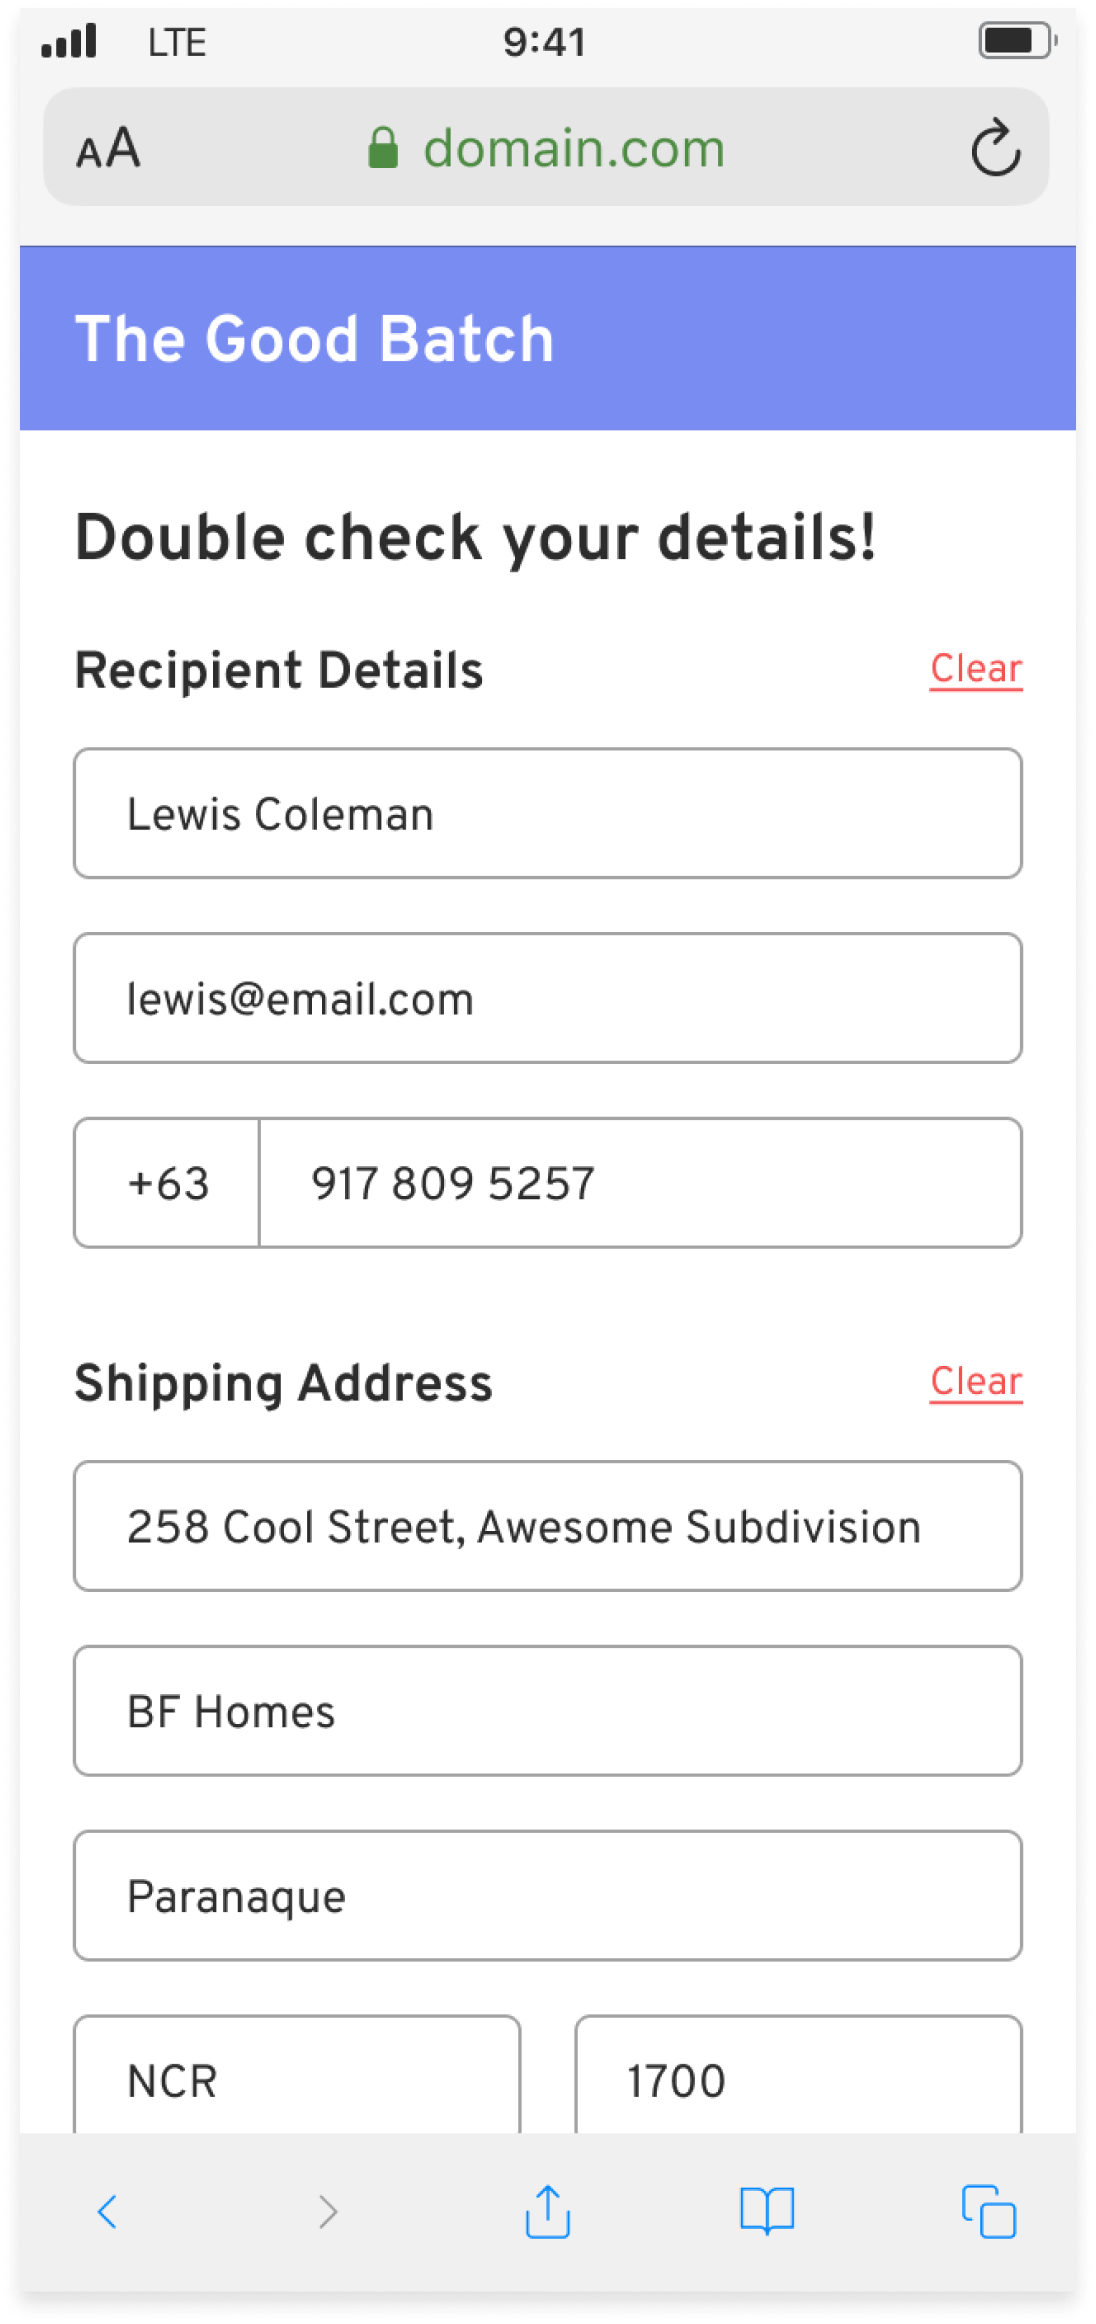 LTE 9:41
AA domain.com
The Good Batch
Double check your details!
Recipient Details Clear
Lewis Coleman
lewis@email.com
+63 917 809 5257
Shipping Address Clear
258 Cool Street, Awesome Subdivision
BF Homes
Paranaque
NCR 1700